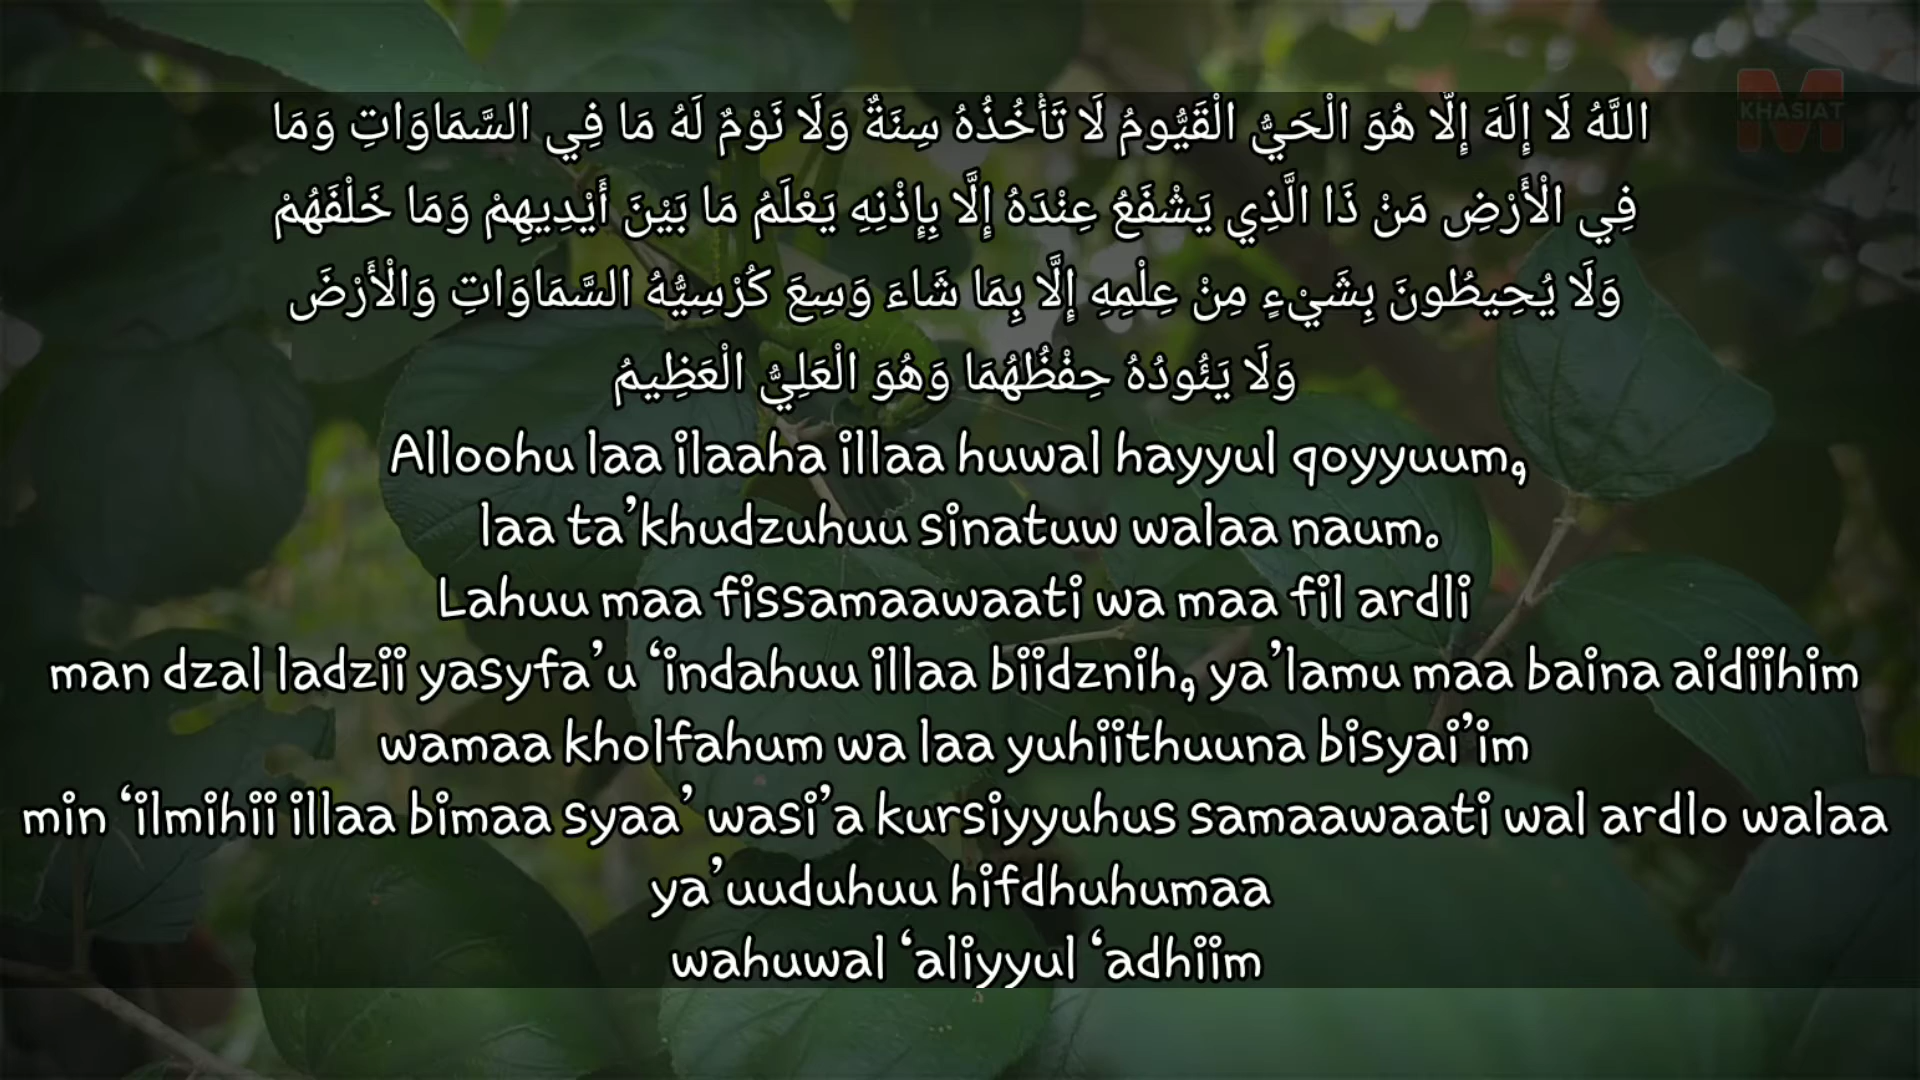 اللَّهُ لَا إِلَهَ إِلَّا هُوَ الْحَيُّ الْقَيُّومُ لَا تَأْخُذُهُ سِنَةٌ وَلَا نَوْمٌ لَهُ مَا فِي السَّمَاوَاتِ وَمَا
فِي الْأَرْضِ مَنْ ذَا الَّذِي يَشْفَعُ عِنْدَهُ إِلَّا بِإِذْنِهِ يَعْلَمُ مَا بَيْنَ أَيْدِيهِمْ وَمَا خَلْفَهُمْ
وَلَا يُحِيطُونَ بِشَيْءٍ مِنْ عِلْمِهِ إِلَّا بِمَا شَاءَ وَسِعَ كُرْسِيُّهُ السَّمَاوَاتِ وَالْأَرْضَ
وَلَا يَئُودُهُ حِفْظُهُمَا وَهُوَ الْعَلِيُّ الْعَظِيمُ
Alloohu laa ilaaha illaa huwal hayyul qoyyuum,
laa ta’khudzuhuu sinatuw walaa naum.
Lahuu maa fissamaawaati wa maa fil ardli
man dzal ladzii yasyfa’u ‘indahuu illaa biidznih, ya’lamu maa baina aidiihim
wamaa kholfahum wa laa yuhiithuuna bisyai’im
min ‘ilmihii illaa bimaa syaa’ wasi’a kursiyyuhus samaawaati wal ardlo walaa
ya’uuduhuu hifdhuhumaa
wahuwal ‘aliyyul ‘adhiim
M KHASIAT